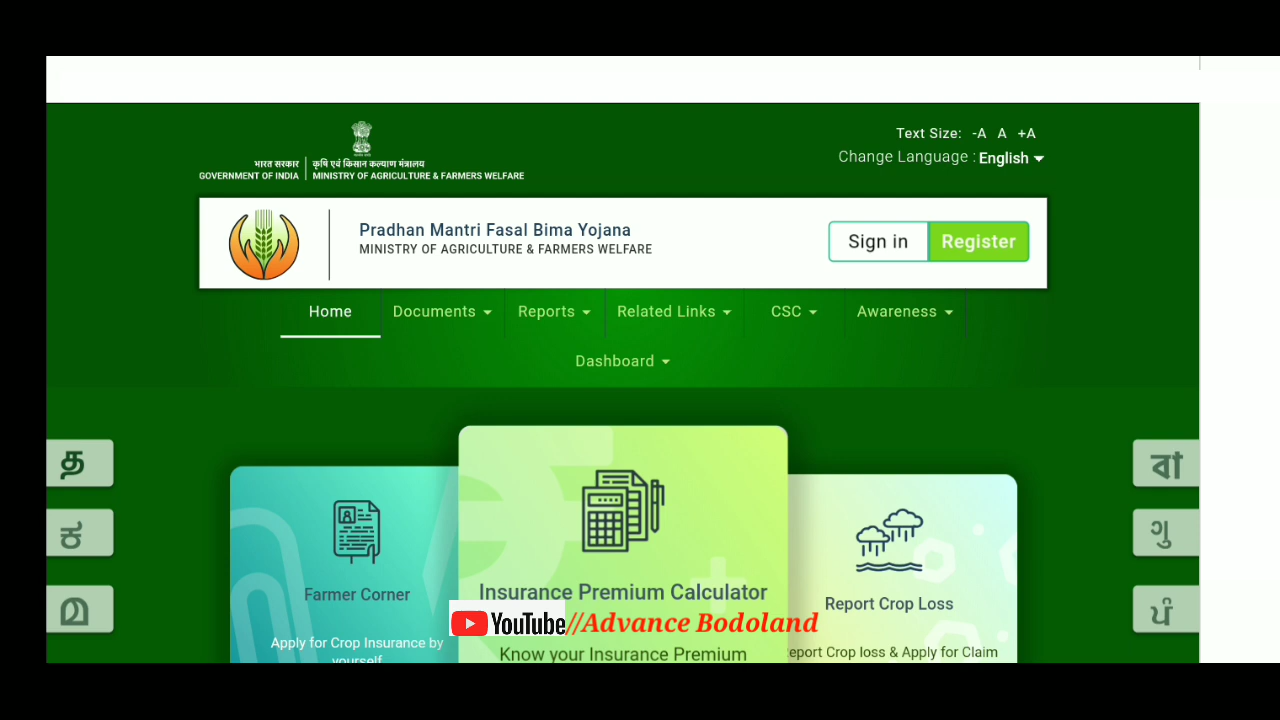 Text Size: -A A +A
Change Language : English
भारत सरकार
GOVERNMENT OF INDIA
कृषि एवं किसान कल्याण मंत्रालय
MINISTRY OF AGRICULTURE & FARMERS WELFARE
Pradhan Mantri Fasal Bima Yojana
MINISTRY OF AGRICULTURE & FARMERS WELFARE
Sign in
Register
Home Documents Reports Related Links CSC Awareness
Dashboard
த
ಕ
മ
বা
ગુ
Farmer Corner
Apply for Crop Insurance by
yourself
Insurance Premium Calculator
Know your Insurance Premium
Report Crop Loss
Report Crop loss & Apply for Claim
YouTube//Advance Bodoland